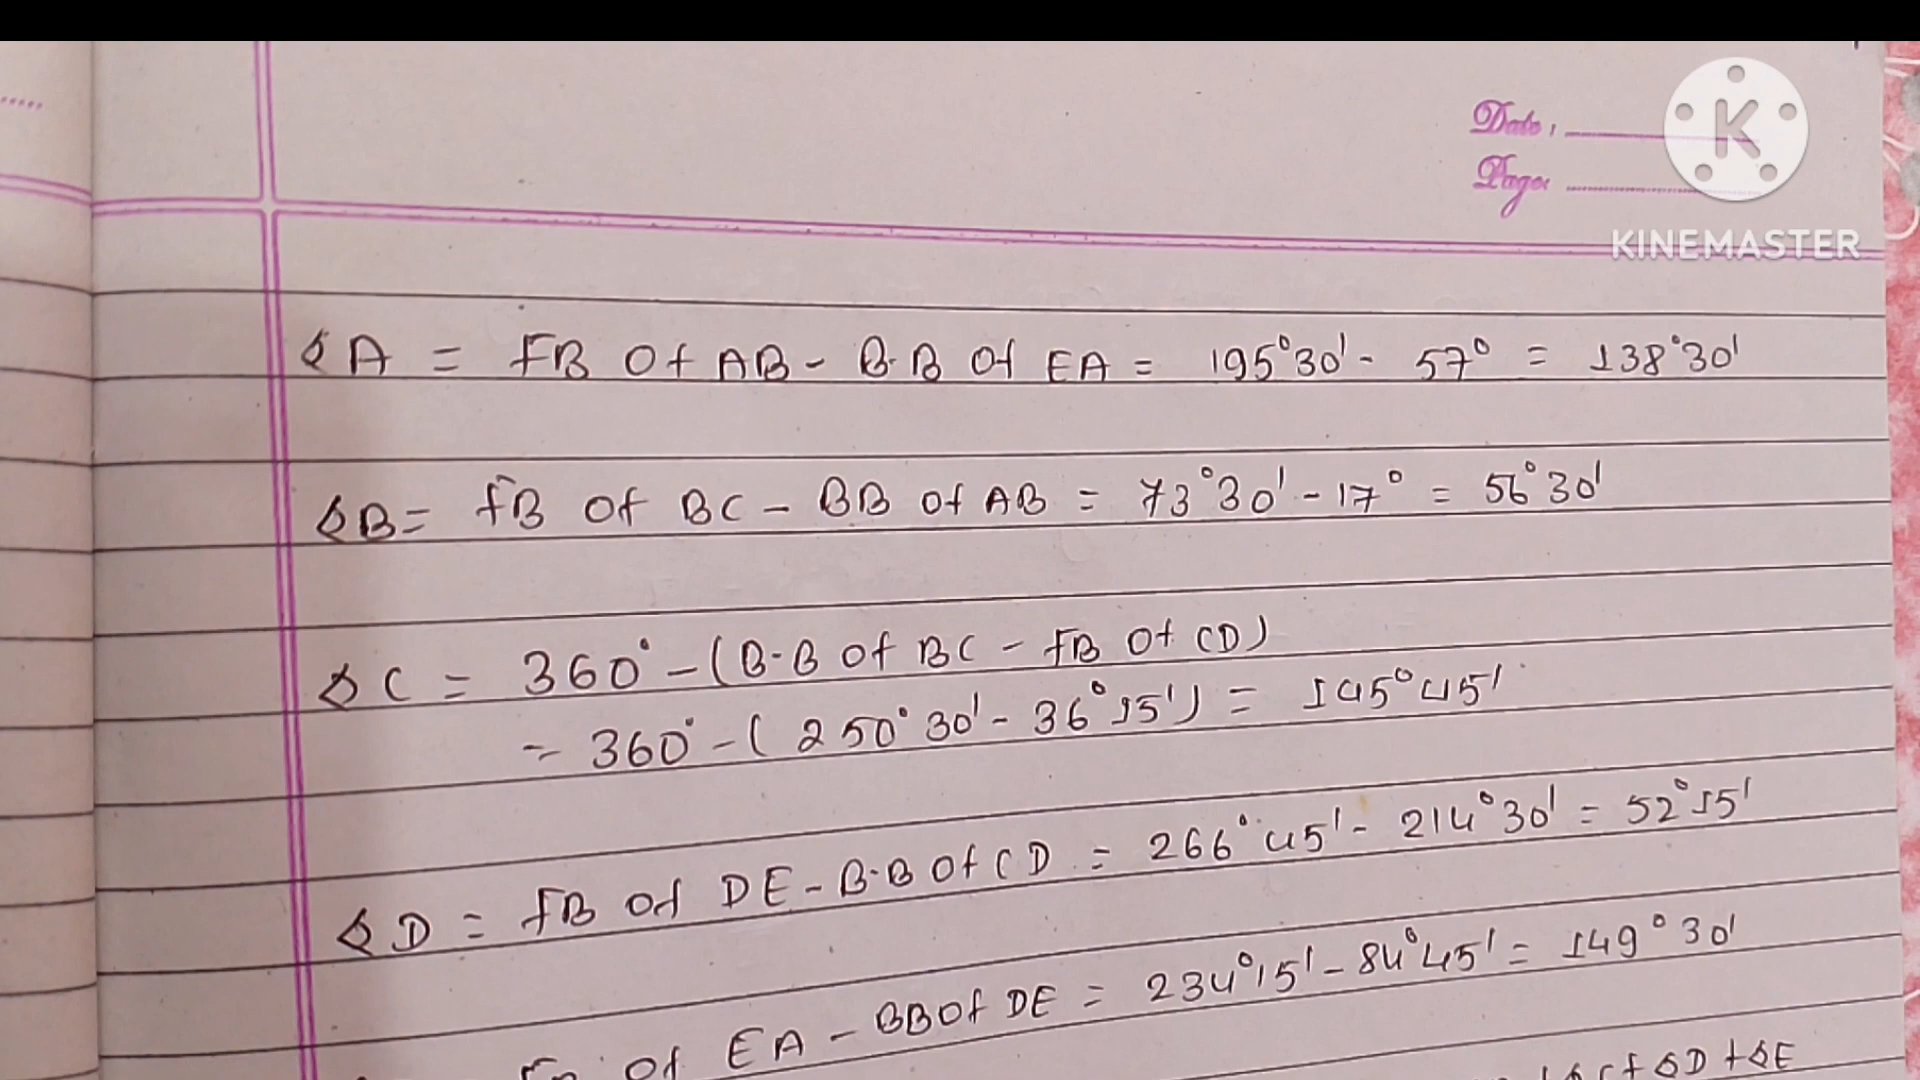 Date:
Page:
KINEMASTER
∠A = FB Of AB - B.B Of EA = 195°30' - 57° = 138°30'
∠B = FB Of BC - BB Of AB = 73°30' - 17° = 56°30'
∠C = 360° - (B.B Of BC - FB Of CD)
= 360° - (250°30' - 36°15') = 145°45'
∠D = FB Of DE - B.B Of CD = 266°45' - 214°30' = 52°15'
Of EA - BB Of DE = 234°15' - 84°45' = 149°30'
∠C + ∠D + ∠E